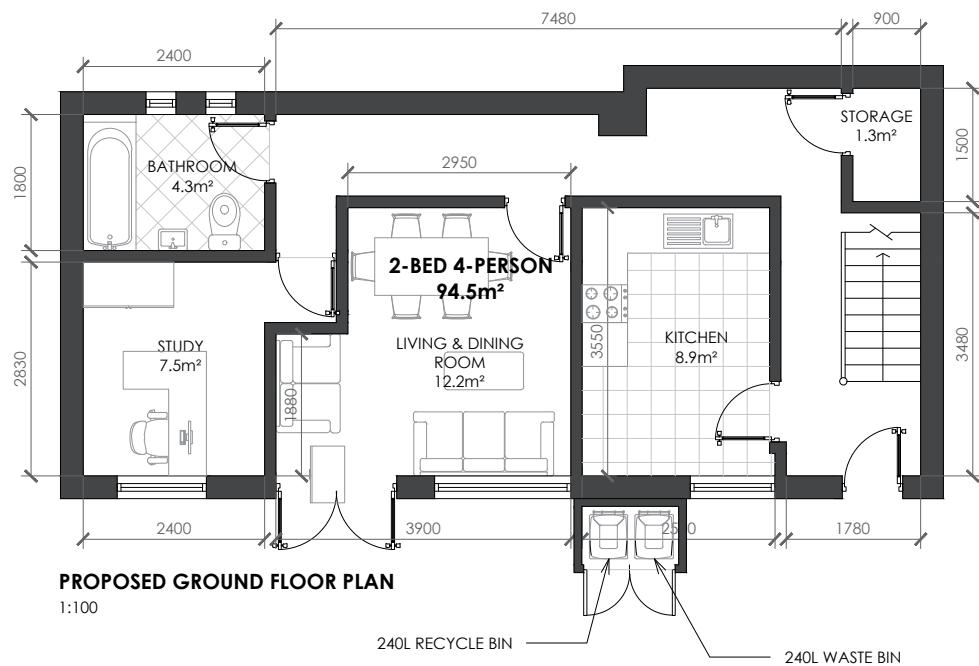 7480
900
2400
STORAGE
1.3m²
1500
1800
BATHROOM
4.3m²
2950
2-BED 4-PERSON
94.5m²
2830
STUDY
7.5m²
LIVING & DINING
ROOM
12.2m²
1880
3550
KITCHEN
8.9m²
3480
2400
3900
1780
PROPOSED GROUND FLOOR PLAN
1:100
240L RECYCLE BIN
240L WASTE BIN